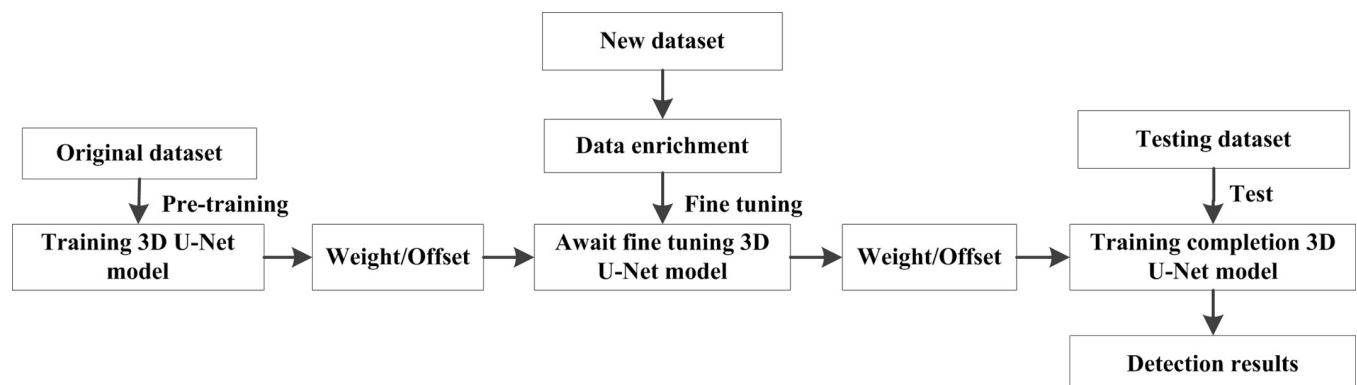 New dataset
Original dataset
Data enrichment
Testing dataset
Pre-training
Fine tuning
Test
Training 3D U-Net
model
Weight/Offset
Await fine tuning 3D
U-Net model
Weight/Offset
Training completion 3D
U-Net model
Detection results